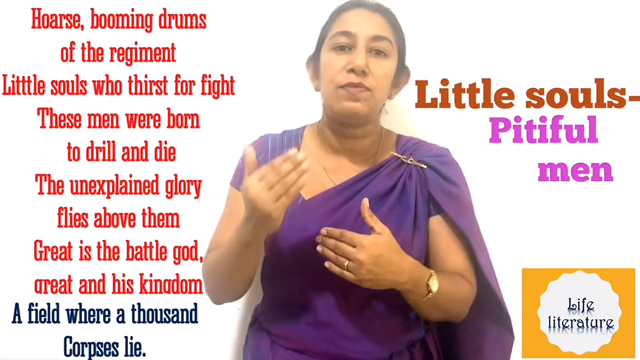 Hoarse, booming drums
of the regiment
Litttle souls who thirst for fight
These men were born
to drill and die
The unexplained glory
flies above them
Great is the battle god,
great and his kingdom
A field where a thousand
Corpses lie.
Little souls-
Pitiful
men
Life
literature